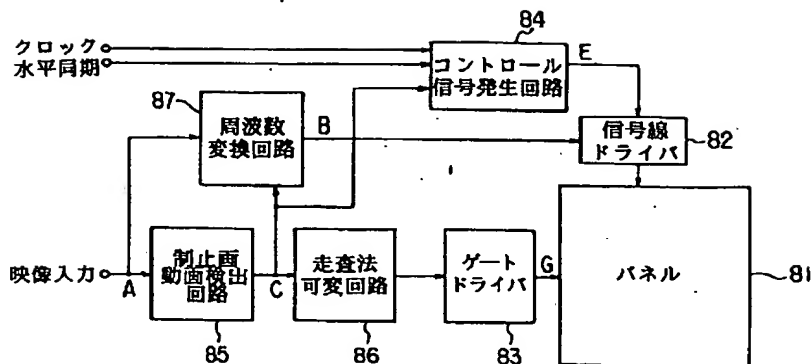 クロック
水平同期
84
コントロール
信号発生回路
E
87
周波数
変換回路
B
信号線
ドライバ
82
映像入力
A
制止画
動画検出
回路
85
C
走査法
可変回路
86
ゲート
ドライバ
83
G
パネル
81